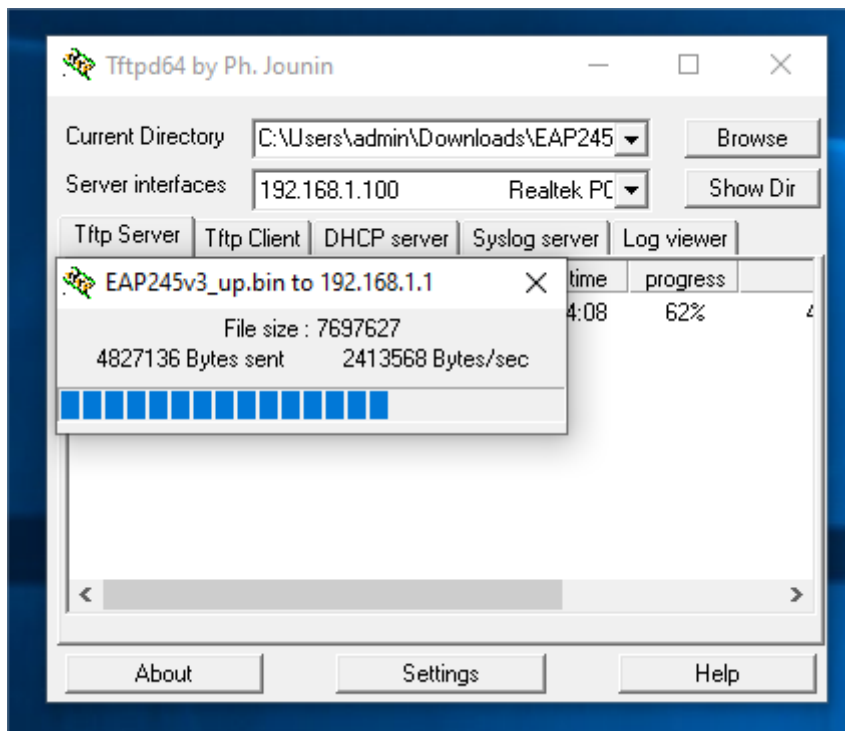 Tftpd64 by Ph. Jounin
Current Directory C:\Users\admin\Downloads\EAP245
Browse
Server interfaces 192.168.1.100 Realtek PC
Show Dir
Tftp Server Tftp Client DHCP server Syslog server Log viewer
EAP245v3_up.bin to 192.168.1.1
time progress
File size : 7697627
4:08 62% 4
4827136 Bytes sent 2413568 Bytes/sec
About Settings Help